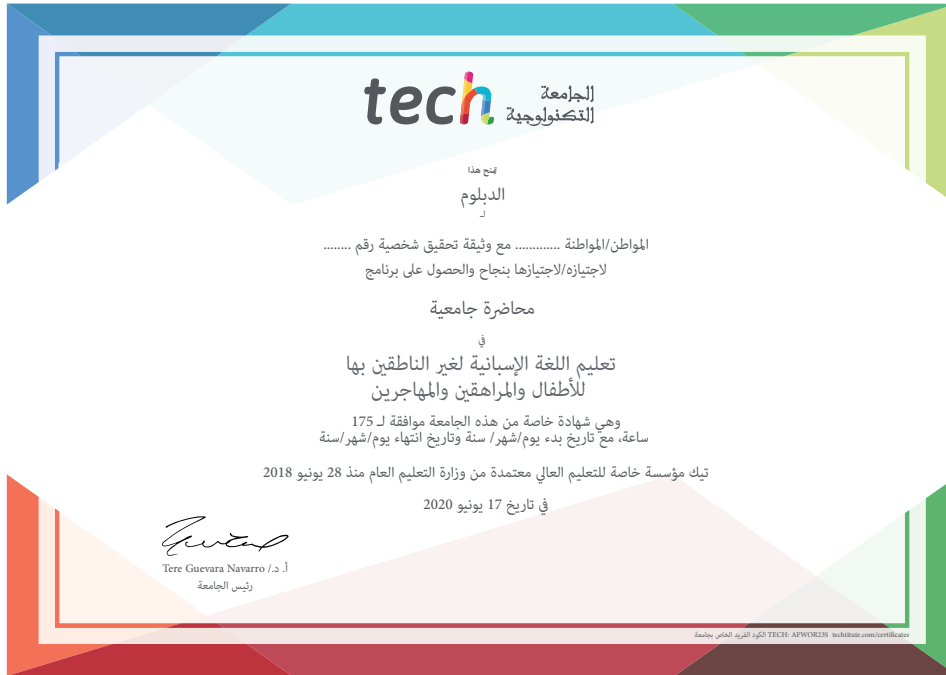 tech الجامعة
التكنولوجية
تمنح هذا
الدبلوم
لـ
المواطن/المواطنة ............. مع وثيقة تحقيق شخصية رقم ........
لاجتيازه/لاجتيازها بنجاح والحصول على برنامج
محاضرة جامعية
في
تعليم اللغة الإسبانية لغير الناطقين بها
للأطفال والمراهقين والمهاجرين
وهي شهادة خاصة من هذه الجامعة موافقة لـ 175
ساعة، مع تاريخ بدء يوم/شهر/ سنة وتاريخ انتهاء يوم/شهر/سنة
تيك مؤسسة خاصة للتعليم العالي معتمدة من وزارة التعليم العام منذ 28 يونيو 2018
في تاريخ 17 يونيو 2020
أ. د./ Tere Guevara Navarro
رئيس الجامعة
الكود الفريد الخاص بجامعة TECH: AFWOR23S techtitute.com/certificates